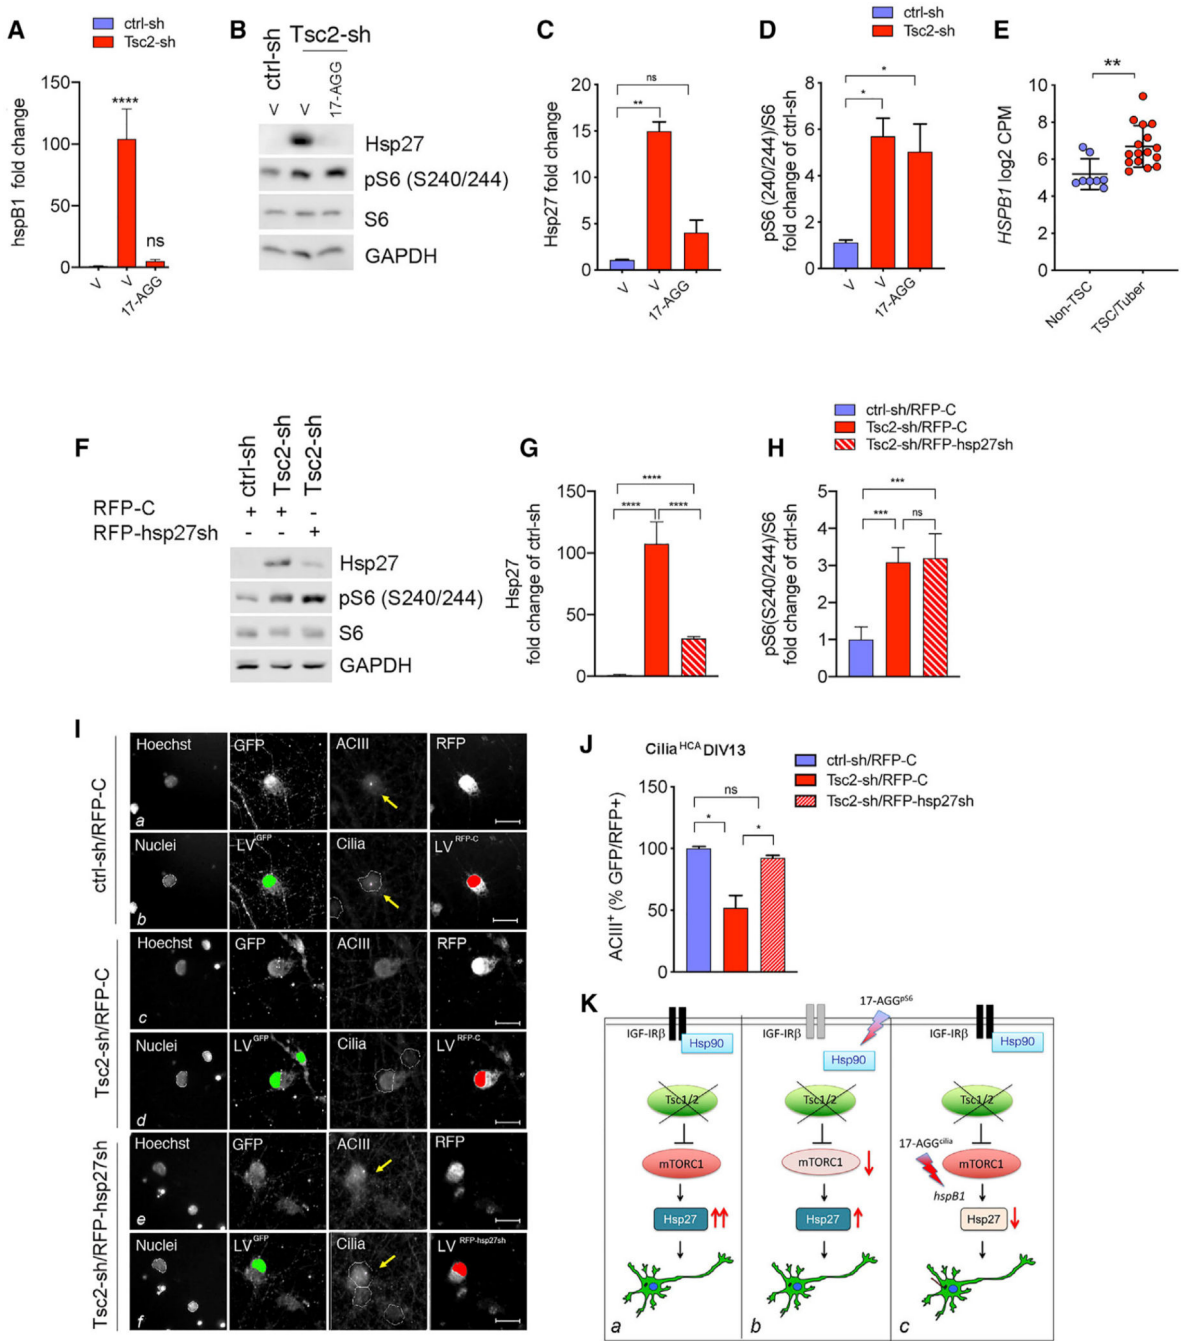 A
ctrl-sh
Tsc2-sh
hspB1 fold change
150
100
50
0
****
ns
V
V
17-AGG
B
ctrl-sh
Tsc2-sh
V
V
17-AGG
Hsp27
pS6 (S240/244)
S6
GAPDH
C
Hsp27 fold change
20
15
10
5
0
ns
**
V
V
17-AGG
D
ctrl-sh
Tsc2-sh
pS6 (240/244)/S6
fold change of ctrl-sh
8
6
4
2
0
*
*
V
V
17-AGG
E
HSPB1 log2 CPM
10
8
6
4
2
0
**
Non-TSC
TSC/Tuber
F
ctrl-sh
Tsc2-sh
Tsc2-sh
RFP-C + + -
RFP-hsp27sh - - +
Hsp27
pS6 (S240/244)
S6
GAPDH
G
Hsp27
fold change of ctrl-sh
150
100
50
0
****
**** ****
ctrl-sh/RFP-C
Tsc2-sh/RFP-C
Tsc2-sh/RFP-hsp27sh
H
pS6(S240/244)/S6
fold change of ctrl-sh
5
4
3
2
1
0
***
*** ns
I
ctrl-sh/RFP-C
Hoechst GFP ACIII RFP
a
Nuclei LV^GFP Cilia LV^RFP-C
b
Tsc2-sh/RFP-C
Hoechst GFP ACIII RFP
c
Nuclei LV^GFP Cilia LV^RFP-C
d
Tsc2-sh/RFP-hsp27sh
Hoechst GFP ACIII RFP
e
Nuclei LV^GFP Cilia LV^RFP-hsp27sh
f
J
Cilia^HCA DIV13
ctrl-sh/RFP-C
Tsc2-sh/RFP-C
Tsc2-sh/RFP-hsp27sh
ACIII⁺ (% GFP/RFP+)
150
100
50
0
ns
* *
K
IGF-IRβ
Hsp90
Tsc1/2
mTORC1
Hsp27
a
17-AGG^pS6
IGF-IRβ
Hsp90
Tsc1/2
mTORC1
Hsp27
b
IGF-IRβ
Hsp90
Tsc1/2
17-AGG^cilia
mTORC1
hspB1
Hsp27
c